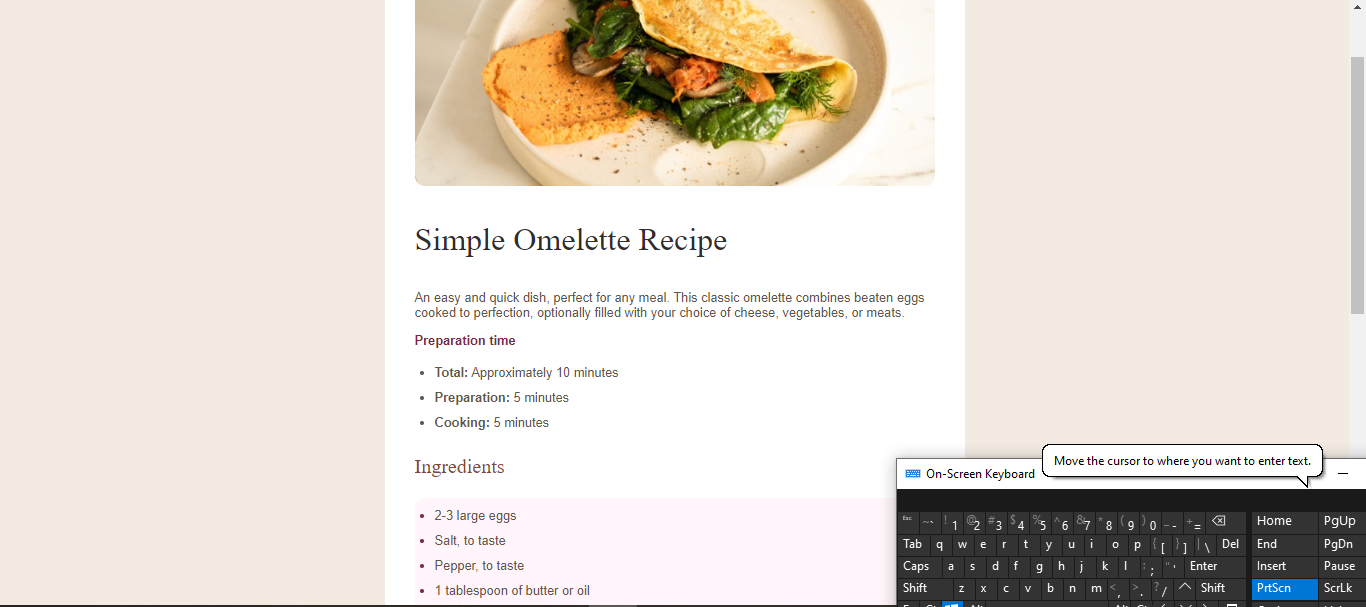 Simple Omelette Recipe
An easy and quick dish, perfect for any meal. This classic omelette combines beaten eggs
cooked to perfection, optionally filled with your choice of cheese, vegetables, or meats.
Preparation time
Total: Approximately 10 minutes
Preparation: 5 minutes
Cooking: 5 minutes
Ingredients
2-3 large eggs
Salt, to taste
Pepper, to taste
1 tablespoon of butter or oil
Move the cursor to where you want to enter text.
On-Screen Keyboard
Esc ~` !1 @2 #3 $4 %5 ^6 &7 *8 (9 )0 _- += Home PgUp
Tab q w e r t y u i o p {[ }] |\ Del End PgDn
Caps a s d f g h j k l :; "' Enter Insert Pause
Shift z x c v b n m <, >. ?/ Shift PrtScn ScrLk